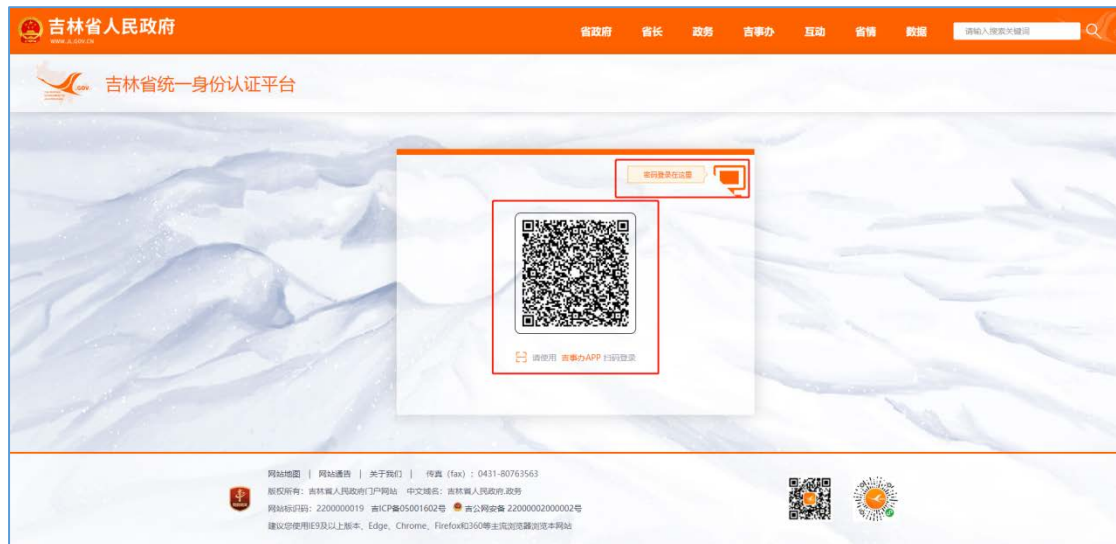 吉林省人民政府
WWW.JL.GOV.CN
省政府 省长 政务 吉事办 互动 省情 数据 请输入搜索关键词
.GOV 吉林省统一身份认证平台
密码登录在这里
请使用 吉事办APP 扫码登录
网站地图 | 网站通告 | 关于我们 | 传真（fax）：0431-80763563
版权所有：吉林省人民政府门户网站 中文域名：吉林省人民政府.政务
网站标识码：2200000019 吉ICP备05001602号 吉公网安备 22000002000002号
建议您使用IE9及以上版本、Edge、Chrome、Firefox和360等主流浏览器浏览本网站